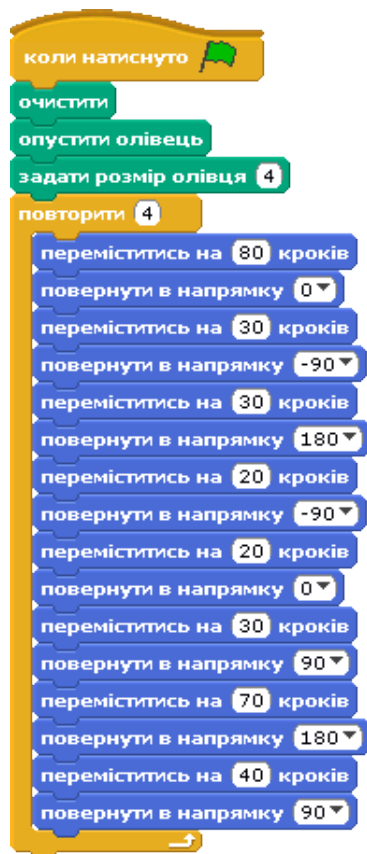 коли натиснуто
очистити
опустити олівець
задати розмір олівця 4
повторити 4
переміститись на 80 кроків
повернути в напрямку 0
переміститись на 30 кроків
повернути в напрямку -90
переміститись на 30 кроків
повернути в напрямку 180
переміститись на 20 кроків
повернути в напрямку -90
переміститись на 20 кроків
повернути в напрямку 0
переміститись на 30 кроків
повернути в напрямку 90
переміститись на 70 кроків
повернути в напрямку 180
переміститись на 40 кроків
повернути в напрямку 90